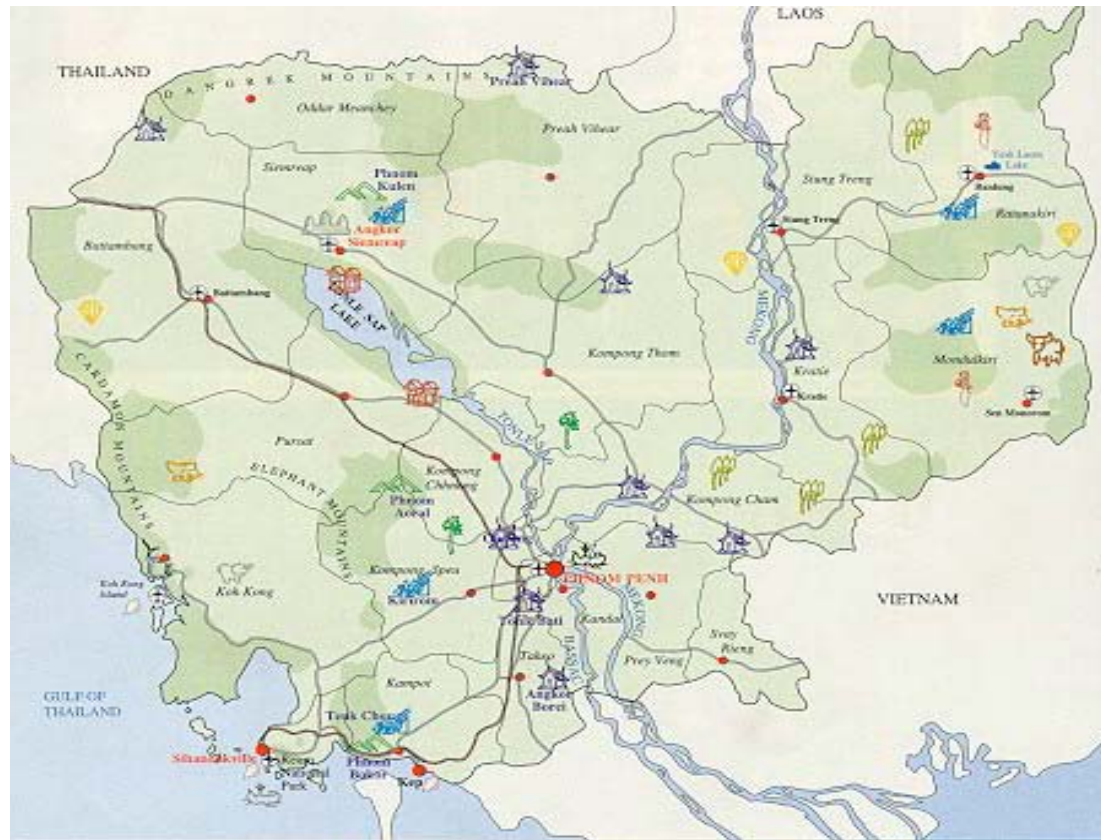 LAOS
THAILAND
DANGREK MOUNTAINS
Preah Vihear
Oddar Meanchey
Preah Vihear
Siemreap
Phnom
Kulen
Stung Treng
Yeak Laom
Lake
Banlung
Ratanakiri
Angkor
Siemreap
Stung Treng
Battambang
Battambang
TONLE SAP
LAKE
MEKONG
Kompong Thom
Kratie
Mondulkiri
Kratie
Sen Monorom
CARDAMON MOUNTAINS
Pursat
TONLE SAP
ELEPHANT MOUNTAINS
Kompong
Chhnang
Phnom
Aoral
Kompong Cham
Koh Kong
Island
Koh Kong
Kompong Speu
Kirirom
PHNOM PENH
VIETNAM
Tonle Bati
Kandal
MEKONG
BASSAC
Svay
Rieng
Prey Veng
Takeo
Kampot
Angkor
Borei
GULF OF
THAILAND
Teuk Chhou
Sihanoukville
Ream
National
Park
Phnom
Bokor
Kep